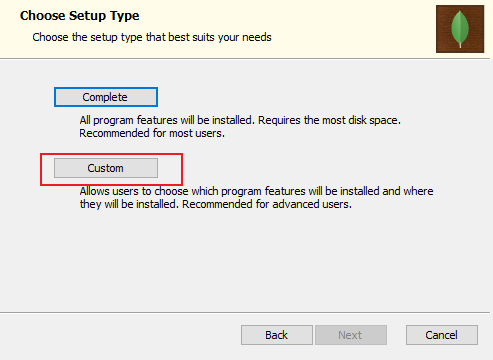 Choose Setup Type
Choose the setup type that best suits your needs
Complete
All program features will be installed. Requires the most disk space.
Recommended for most users.
Custom
Allows users to choose which program features will be installed and where
they will be installed. Recommended for advanced users.
Back
Next
Cancel